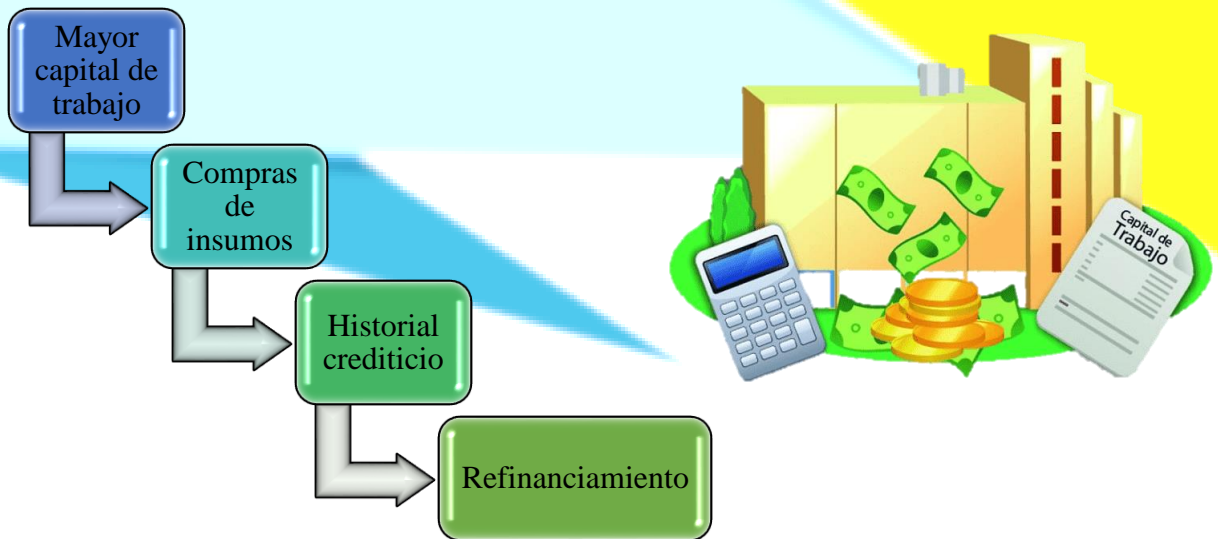 Mayor
capital de
trabajo
Compras
de
insumos
Historial
crediticio
Refinanciamiento
Capital de
Trabajo